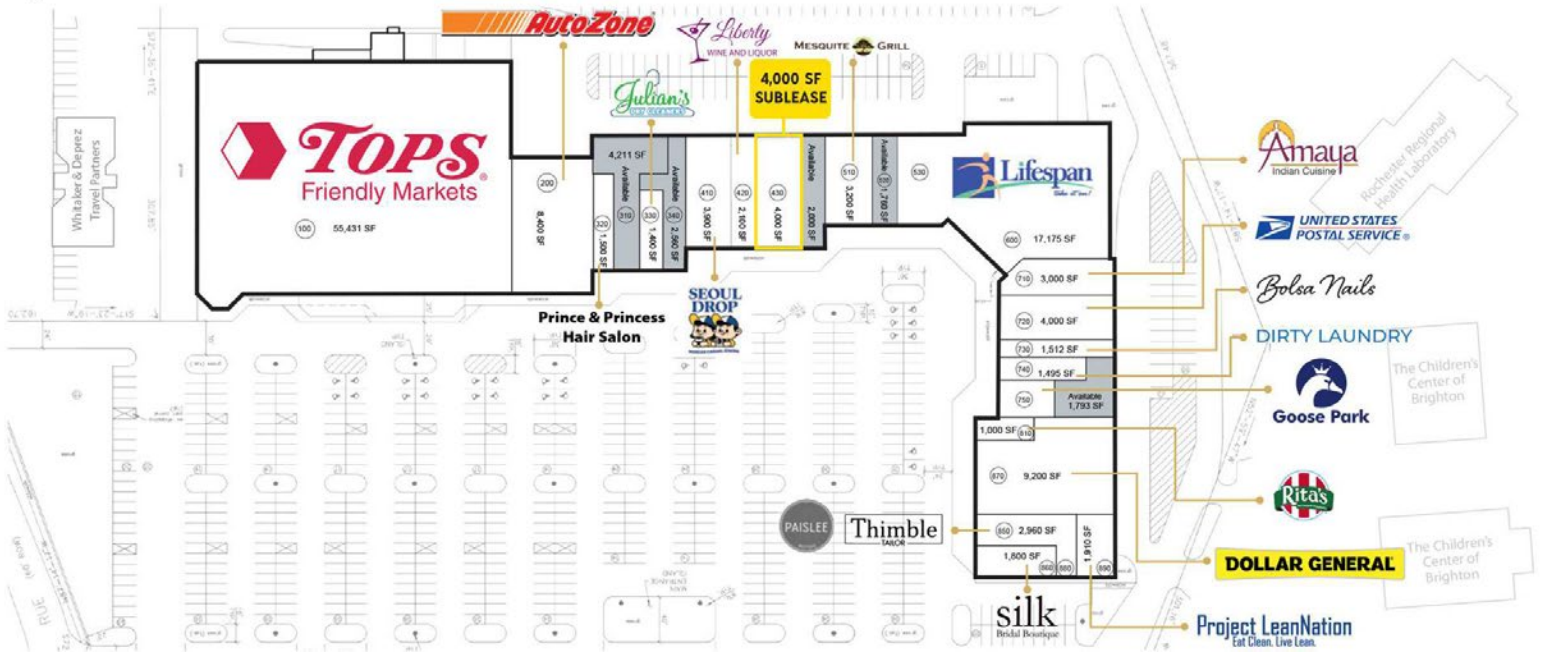 AutoZone
Liberty
WINE AND LIQUOR
MESQUITE GRILL
4,000 SF
SUBLEASE
Julian's
Whitaker & Deprez
Travel Partners
TOPS
Friendly Markets
100 55,431 SF
200
8,400 SF
4,211 SF
Available
310
320
1,500 SF
330
1,400 SF
Available
340
2,560 SF
410
3,900 SF
420
2,100 SF
430
4,000 SF
Available
2,000 SF
510
3,200 SF
Available
520
1,760 SF
530
Lifespan
600 17,175 SF
Rochester Regional
Health Laboratory
Amaya
Indian Cuisine
710 3,000 SF
UNITED STATES
POSTAL SERVICE
720 4,000 SF
Bolsa Nails
730 1,512 SF
DIRTY LAUNDRY
740 1,495 SF
750
Available
1,793 SF
Goose Park
The Children's
Center of
Brighton
Prince & Princess
Hair Salon
SEOUL
DROP
1,000 SF 810
870 9,200 SF
Rita's
PAISLEE
Thimble
TAILOR
850 2,960 SF
1,800 SF
860
880
1,910 SF
890
DOLLAR GENERAL
The Children's
Center of
Brighton
silk
Bridal Boutique
Project LeanNation
Eat Clean. Live Lean.
MAIN
ENTRANCE
ISLAND